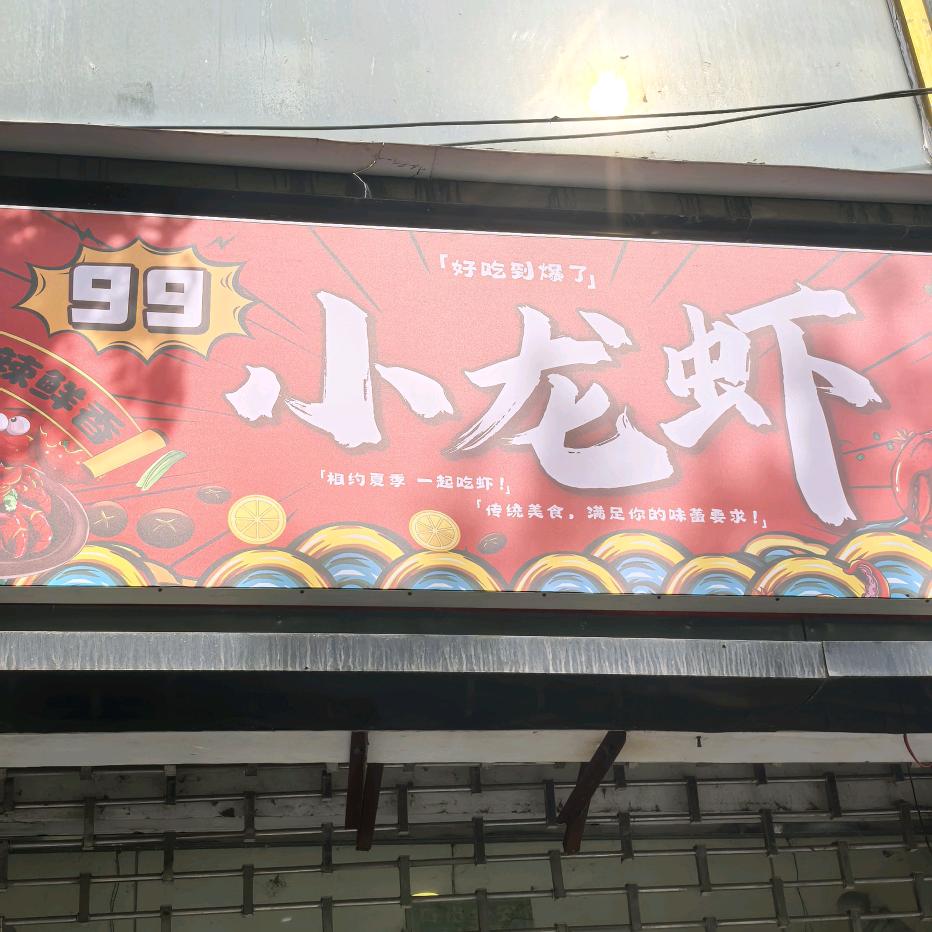 99
「好吃到爆了」
小龙虾
辣鲜香
「相约夏季 一起吃虾!」
「传统美食,满足你的味蕾要求!」